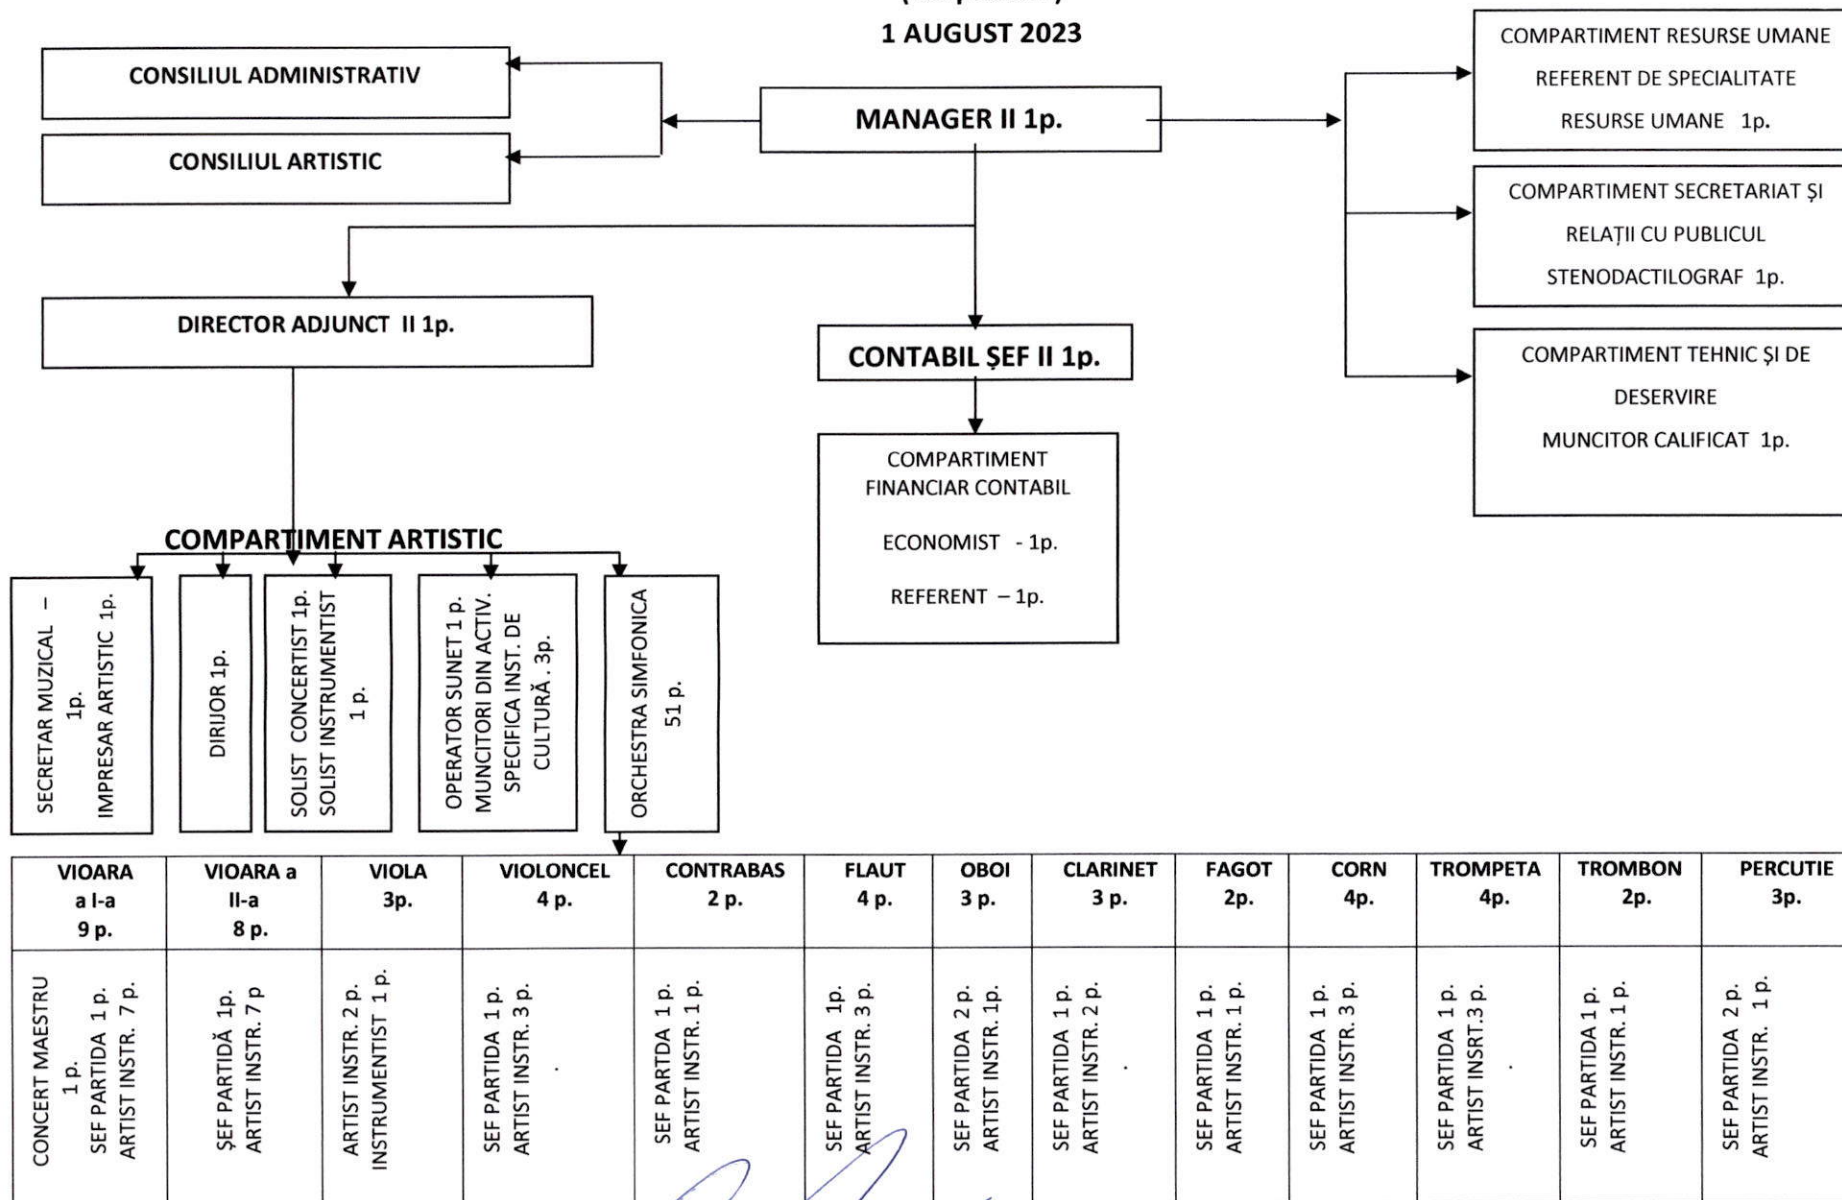 1 AUGUST 2023
CONSILIUL ADMINISTRATIV
CONSILIUL ARTISTIC
MANAGER II 1p.
COMPARTIMENT RESURSE UMANE
REFERENT DE SPECIALITATE
RESURSE UMANE 1p.
COMPARTIMENT SECRETARIAT ȘI
RELAȚII CU PUBLICUL
STENODACTILOGRAF 1p.
COMPARTIMENT TEHNIC ȘI DE
DESERVIRE
MUNCITOR CALIFICAT 1p.
DIRECTOR ADJUNCT II 1p.
CONTABIL ȘEF II 1p.
COMPARTIMENT
FINANCIAR CONTABIL
ECONOMIST - 1p.
REFERENT – 1p.
COMPARTIMENT ARTISTIC
SECRETAR MUZICAL –
1p.
IMPRESAR ARTISTIC 1p.
DIRIJOR 1p.
SOLIST CONCERTIST 1p.
SOLIST INSTRUMENTIST
1 p.
OPERATOR SUNET 1 p.
MUNCITORI DIN ACTIV.
SPECIFICA INST. DE
CULTURĂ . 3p.
ORCHESTRA SIMFONICA
51 p.
VIOARA
a I-a
9 p.
VIOARA a
II-a
8 p.
VIOLA
3p.
VIOLONCEL
4 p.
CONTRABAS
2 p.
FLAUT
4 p.
OBOI
3 p.
CLARINET
3 p.
FAGOT
2p.
CORN
4p.
TROMPETA
4p.
TROMBON
2p.
PERCUTIE
3p.
CONCERT MAESTRU
1 p.
SEF PARTIDA 1 p.
ARTIST INSTR. 7 p.
ȘEF PARTIDĂ 1p.
ARTIST INSTR. 7 p
ARTIST INSTR. 2 p.
INSTRUMENTIST 1 p.
SEF PARTIDA 1 p.
ARTIST INSTR. 3 p.
SEF PARTDA 1 p.
ARTIST INSTR. 1 p.
SEF PARTIDA 1p.
ARTIST INSTR. 3 p.
SEF PARTIDA 2 p.
ARTIST INSTR. 1p.
SEF PARTIDA 1 p.
ARTIST INSTR. 2 p.
SEF PARTIDA 1 p.
ARTIST INSTR. 1 p.
SEF PARTIDA 1 p.
ARTIST INSTR. 3 p.
SEF PARTIDA 1 p.
ARTIST INSRT.3 p.
SEF PARTIDA 1 p.
ARTIST INSTR. 1 p.
SEF PARTIDA 2 p.
ARTIST INSTR. 1 p.